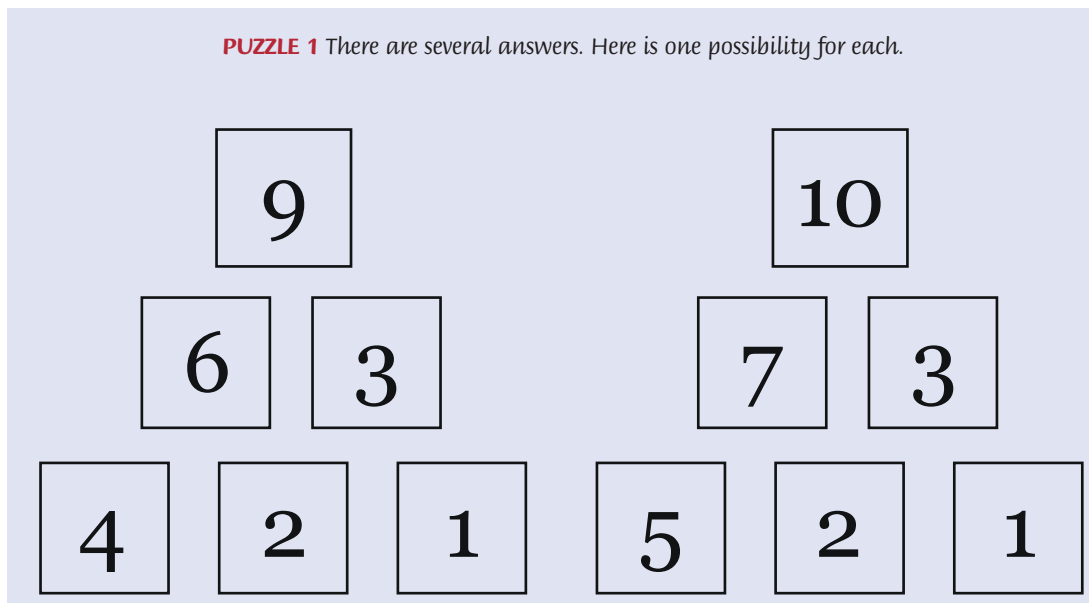 PUZZLE 1 There are several answers. Here is one possibility for each.
9 10
6 3 7 3
4 2 1 5 2 1